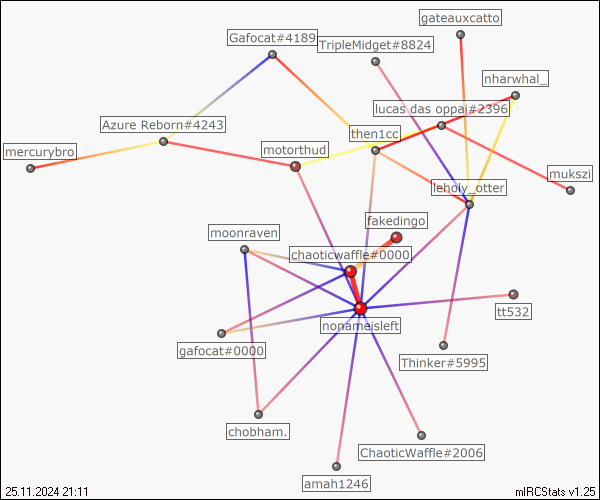 gateauxcatto
Gafocat#4189
TripleMidget#8824
nharwhal_
lucas das oppai#2396
Azure Reborn#4243
then1cc
mercurybro
motorthud
mukszi
leholy_otter
fakedingo
moonraven
chaoticwaffle#0000
tt532
nonameisleft
gafocat#0000
Thinker#5995
chobham.
ChaoticWaffle#2006
amah1246
25.11.2024 21:11
mIRCStats v1.25